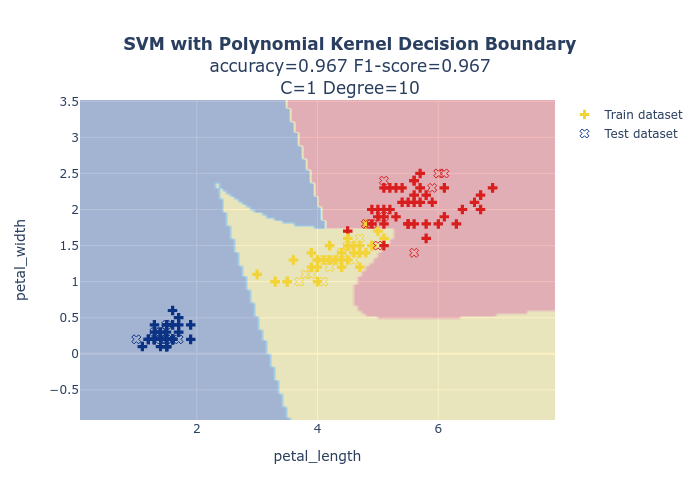 SVM with Polynomial Kernel Decision Boundary
accuracy=0.967 F1-score=0.967
C=1 Degree=10
3.5
3
2.5
2
1.5
1
0.5
0
−0.5
petal_width
2
4
6
petal_length
Train dataset
Test dataset